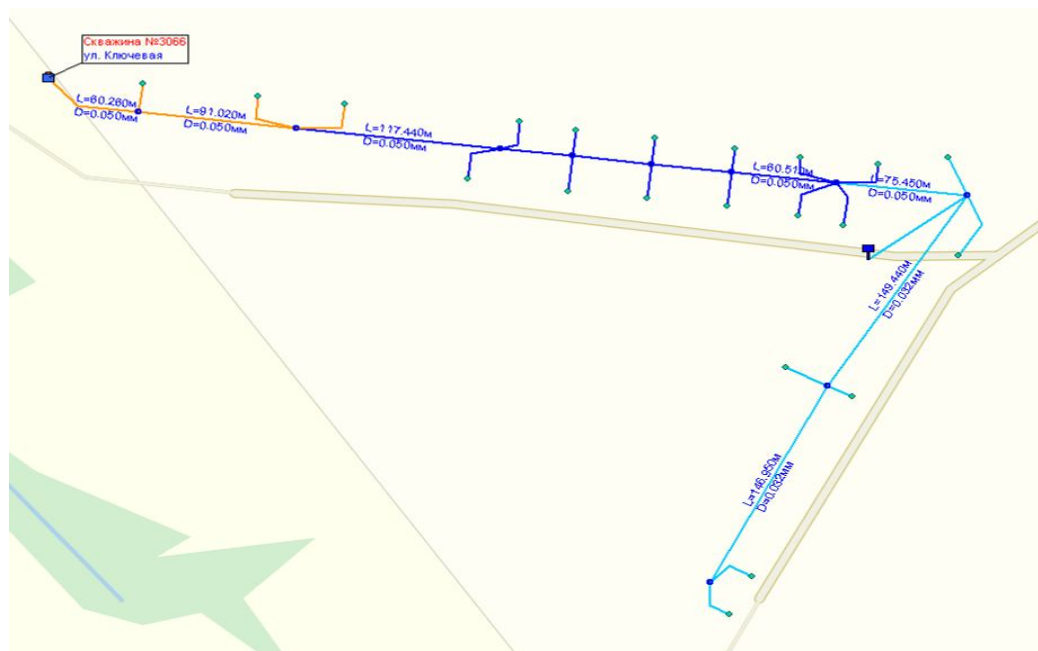 Скважина №3066
ул. Ключевая
L=60.260м
D=0.050мм
L=91.020м
D=0.050мм
L=117.440м
D=0.050мм
L=60.510м
D=0.050мм
L=75.450м
D=0.050мм
L=149.440м
D=0.032мм
L=146.950м
D=0.032мм